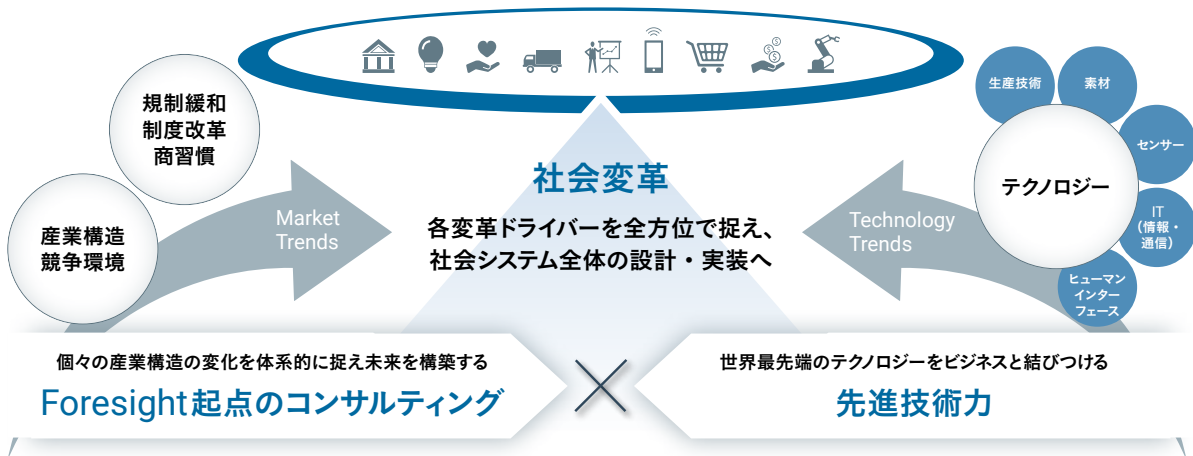 規制緩和
制度改革
商習慣
産業構造
競争環境
Market
Trends
社会変革
各変革ドライバーを全方位で捉え、
社会システム全体の設計・実装へ
Technology
Trends
テクノロジー
生産技術
素材
センサー
IT
（情報・
通信）
ヒューマン
インター
フェース
個々の産業構造の変化を体系的に捉え未来を構築する
Foresight起点のコンサルティング
×
世界最先端のテクノロジーをビジネスと結びつける
先進技術力